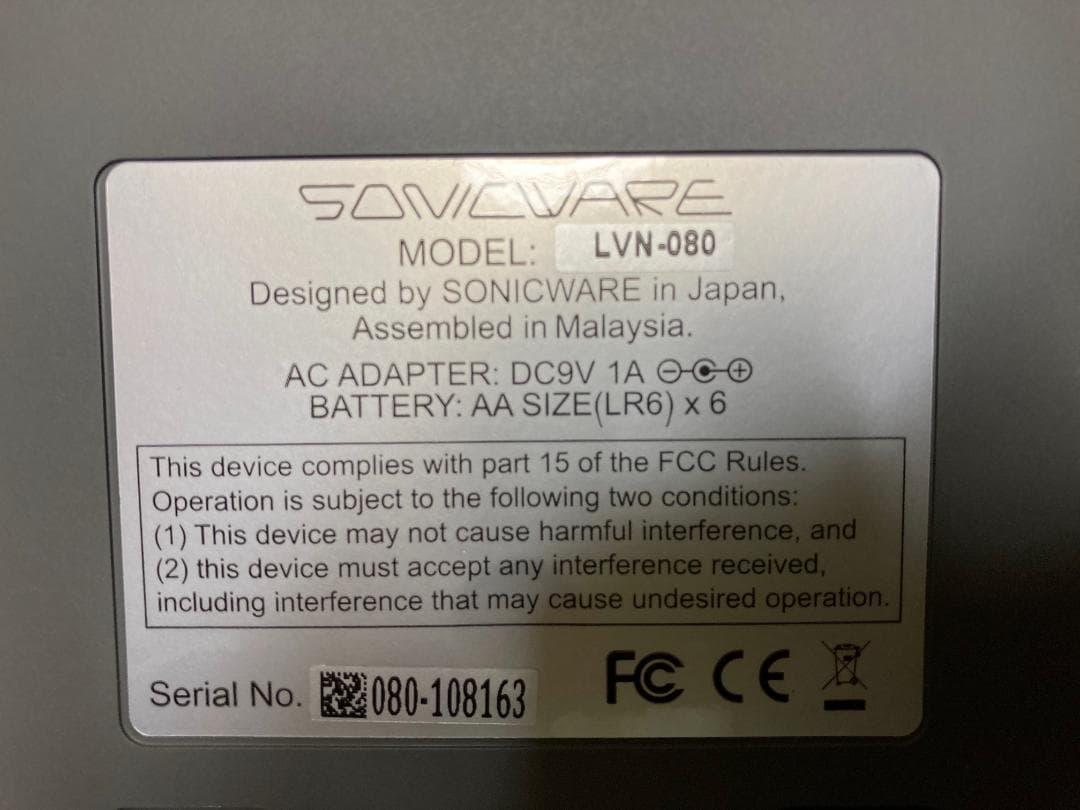 SONICWARE
MODEL: LVN-080
Designed by SONICWARE in Japan,
Assembled in Malaysia.
AC ADAPTER: DC9V 1A
BATTERY: AA SIZE(LR6) x 6
This device complies with part 15 of the FCC Rules.
Operation is subject to the following two conditions:
(1) This device may not cause harmful interference, and
(2) this device must accept any interference received,
including interference that may cause undesired operation.
Serial No. 080-108163
FC CE